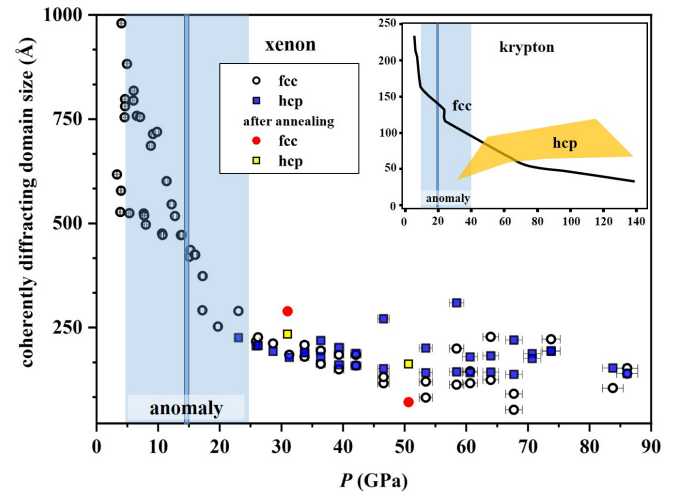 1000
750
500
250
coherently diffracting domain size (Å)
xenon
fcc
hcp
after annealing
fcc
hcp
anomaly
0
10
20
30
40
50
60
70
80
90
P (GPa)
krypton
250
200
150
100
50
0
fcc
hcp
anomaly
0
20
40
60
80
100
120
140